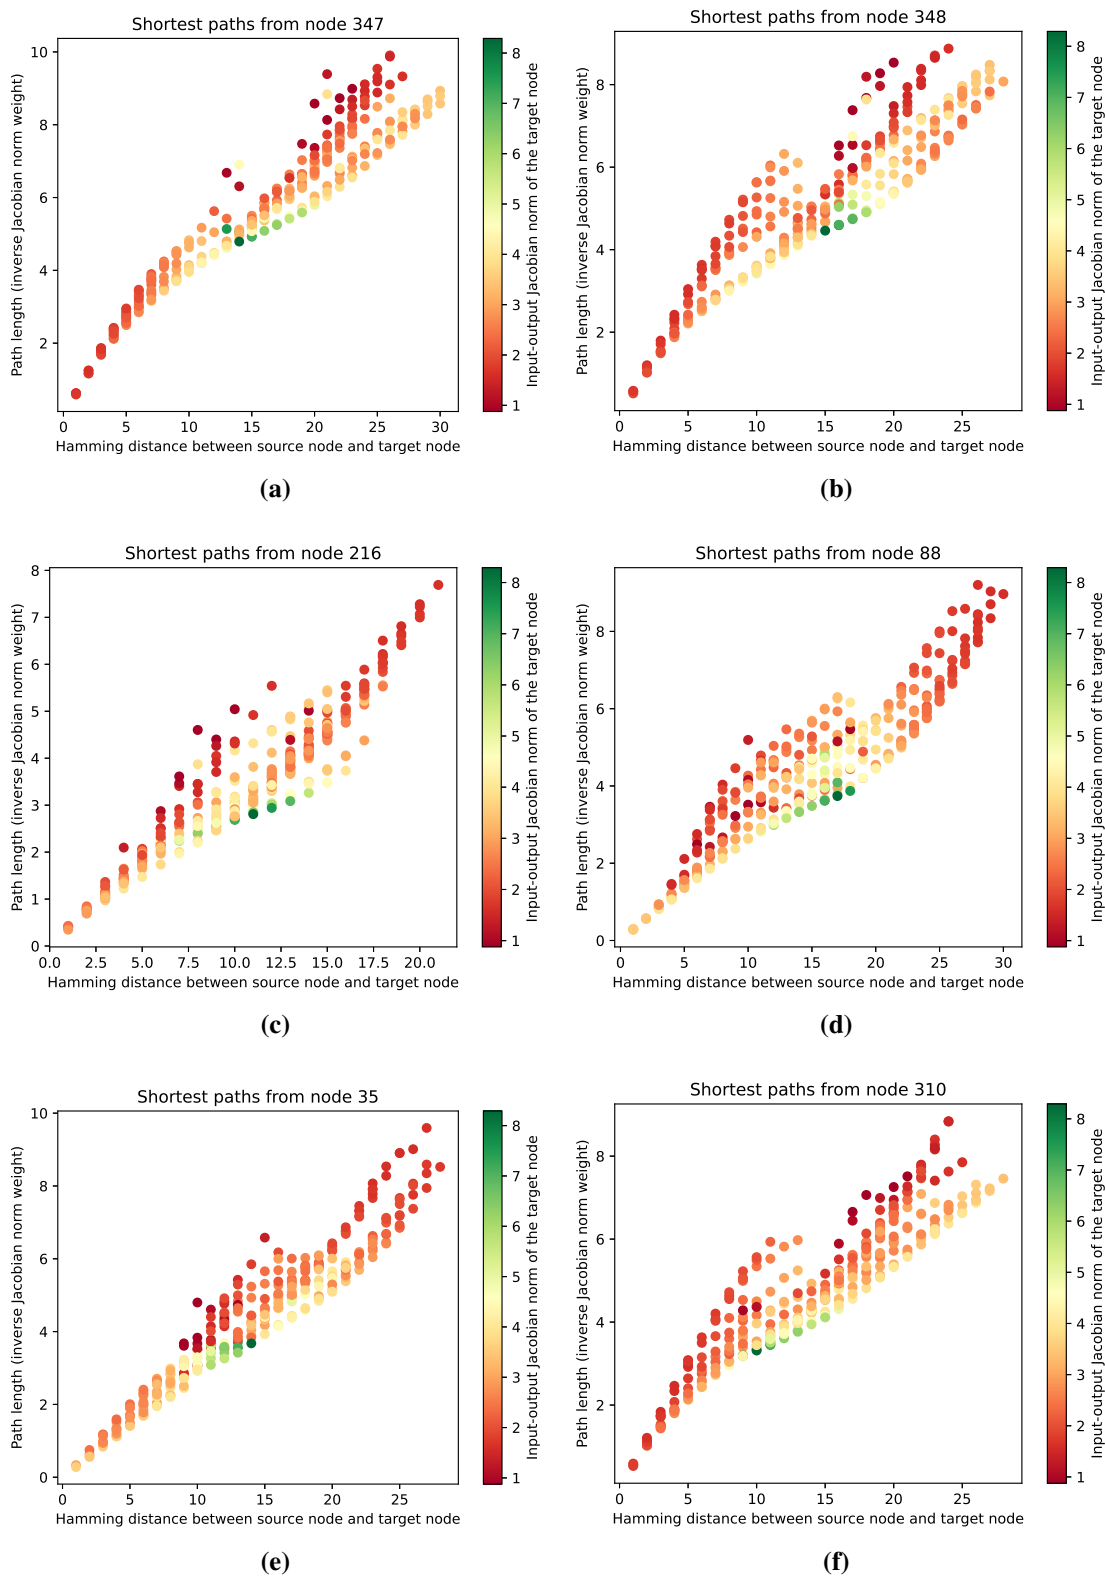 Shortest paths from node 347
Path length (inverse Jacobian norm weight)
10
8
6
4
2
0 5 10 15 20 25 30
Hamming distance between source node and target node
8
7
6
5
4
3
2
1
Input-output Jacobian norm of the target node
(a)
Shortest paths from node 348
Path length (inverse Jacobian norm weight)
8
6
4
2
0 5 10 15 20 25
Hamming distance between source node and target node
8
7
6
5
4
3
2
1
Input-output Jacobian norm of the target node
(b)
Shortest paths from node 216
Path length (inverse Jacobian norm weight)
8
7
6
5
4
3
2
1
0
0.0 2.5 5.0 7.5 10.0 12.5 15.0 17.5 20.0
Hamming distance between source node and target node
8
7
6
5
4
3
2
1
Input-output Jacobian norm of the target node
(c)
Shortest paths from node 88
Path length (inverse Jacobian norm weight)
8
6
4
2
0
0 5 10 15 20 25 30
Hamming distance between source node and target node
8
7
6
5
4
3
2
1
Input-output Jacobian norm of the target node
(d)
Shortest paths from node 35
Path length (inverse Jacobian norm weight)
10
8
6
4
2
0
0 5 10 15 20 25
Hamming distance between source node and target node
8
7
6
5
4
3
2
1
Input-output Jacobian norm of the target node
(e)
Shortest paths from node 310
Path length (inverse Jacobian norm weight)
8
6
4
2
0 5 10 15 20 25
Hamming distance between source node and target node
8
7
6
5
4
3
2
1
Input-output Jacobian norm of the target node
(f)